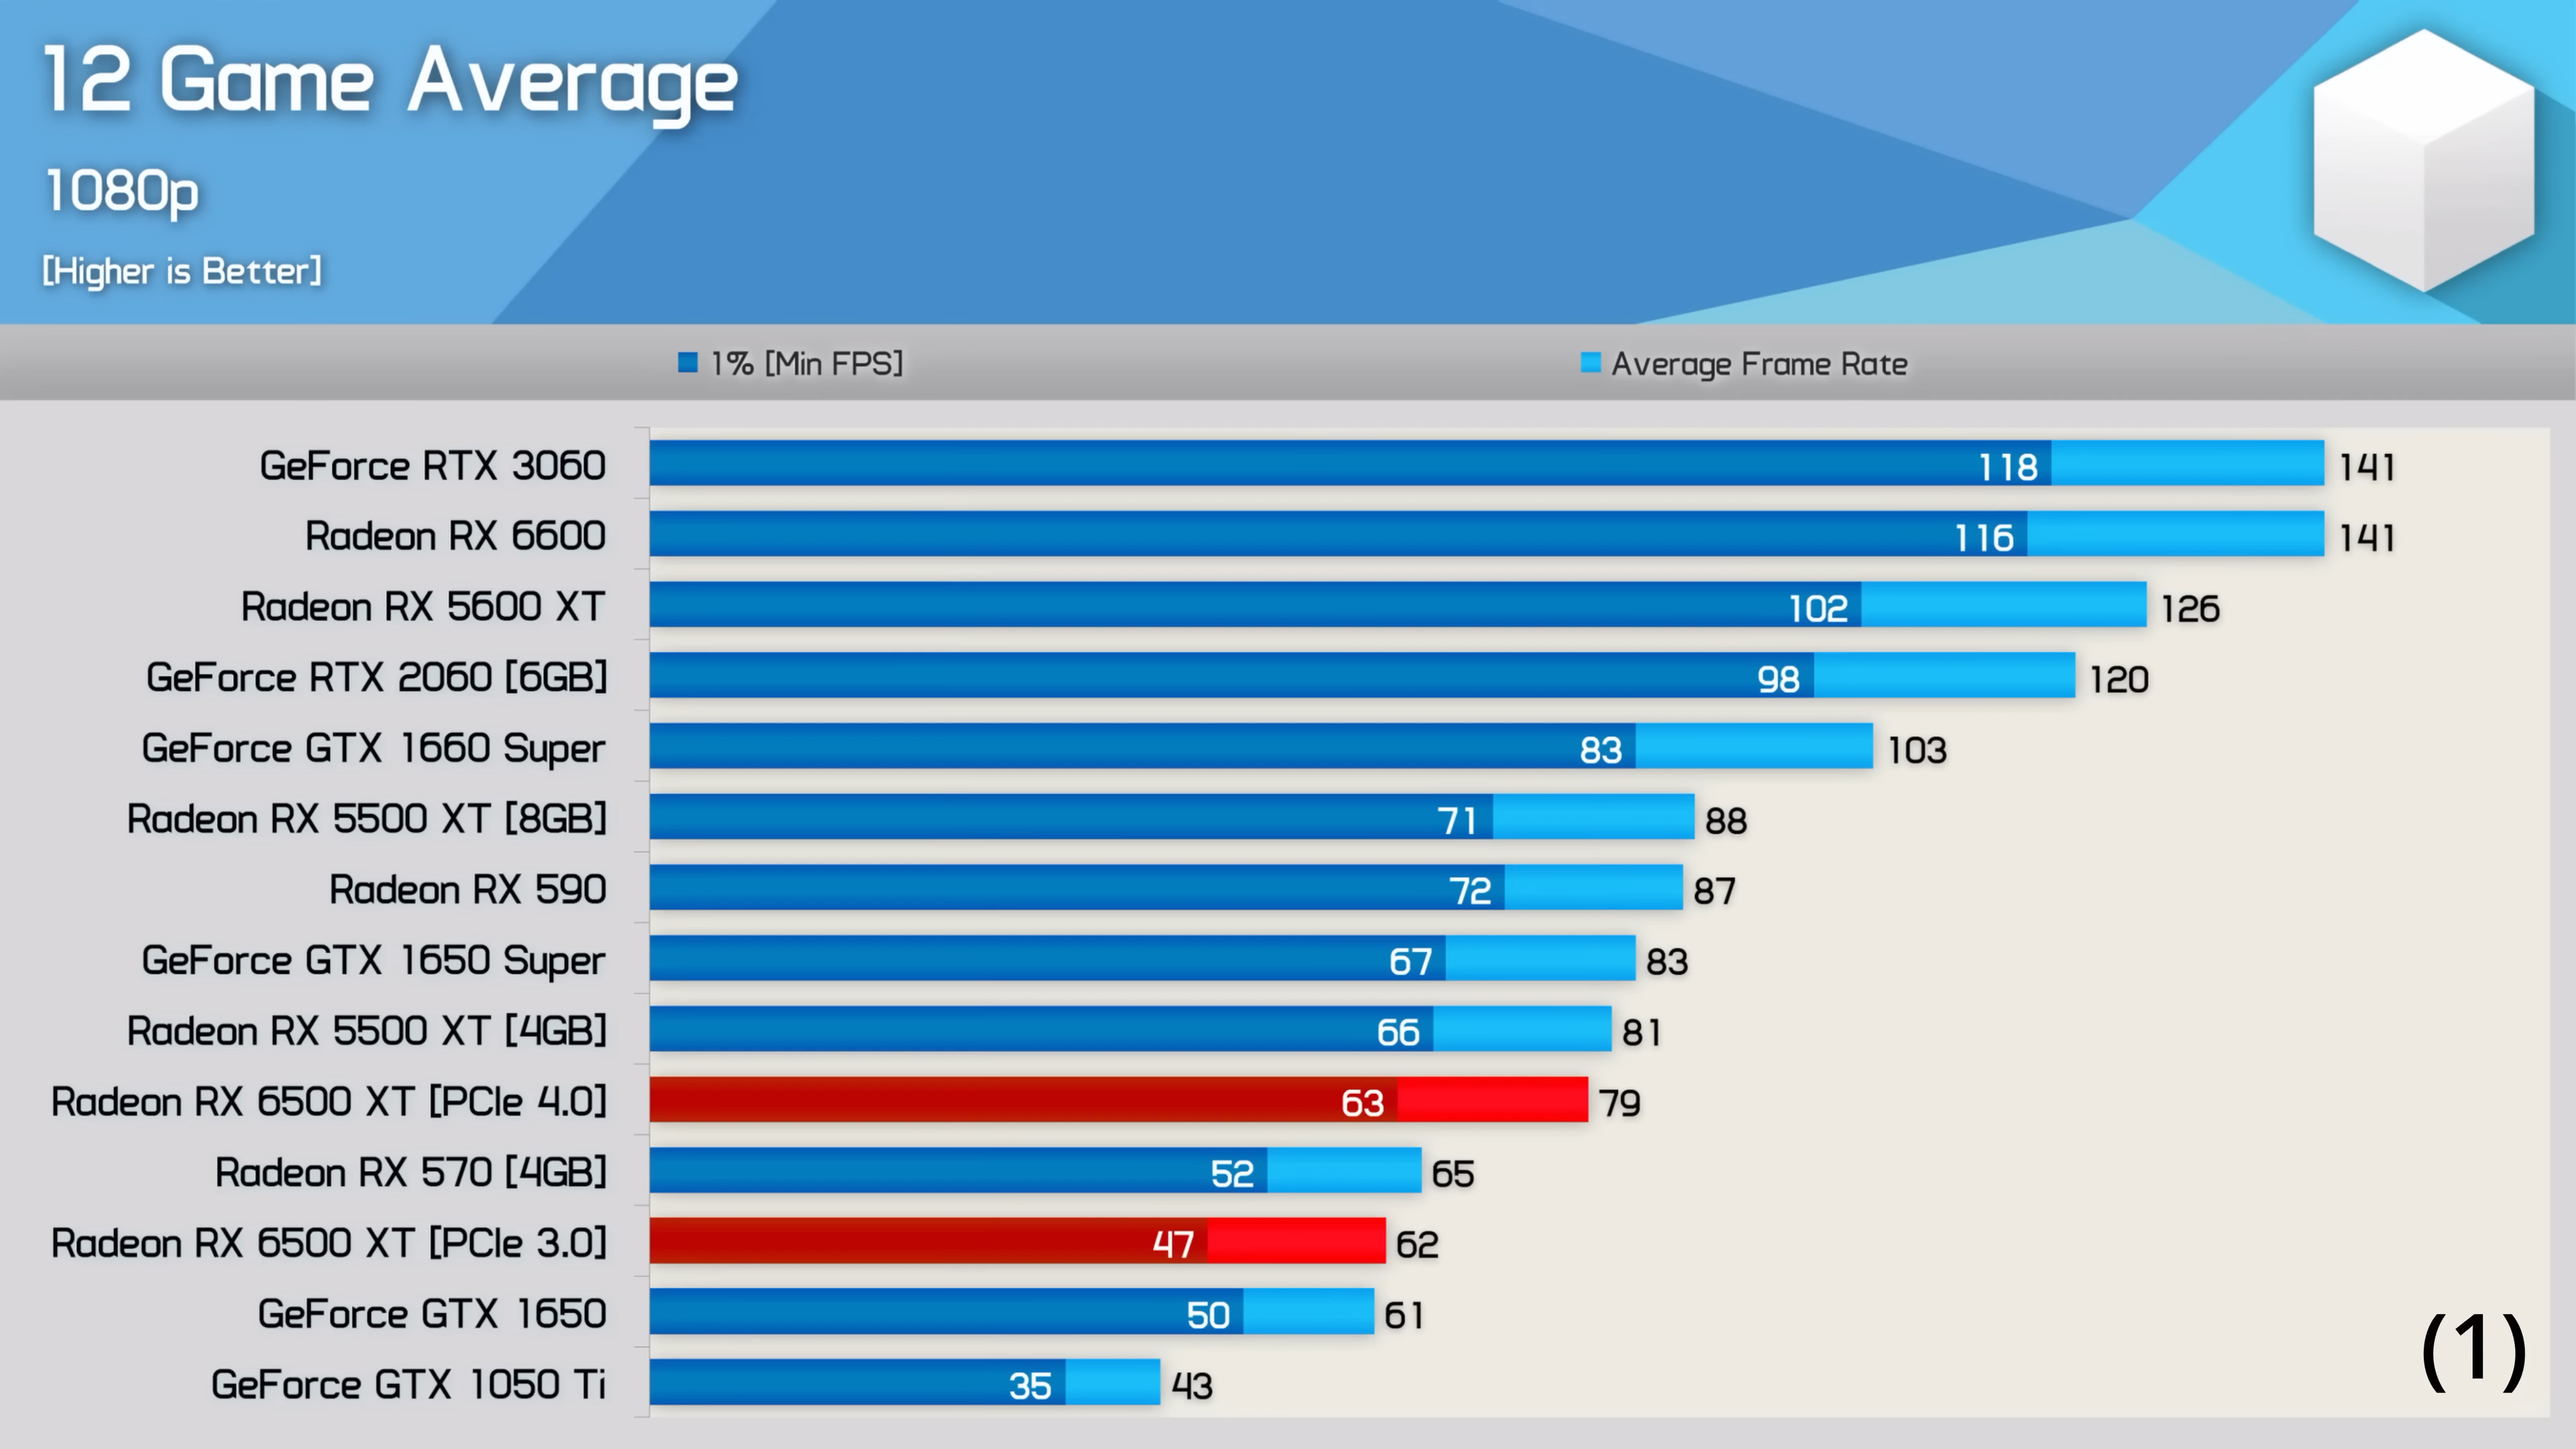 12 Game Average
1080p
[Higher is Better]
1% [Min FPS] Average Frame Rate
GeForce RTX 3060 118 141
Radeon RX 6600 116 141
Radeon RX 5600 XT 102 126
GeForce RTX 2060 [6GB] 98 120
GeForce GTX 1660 Super 83 103
Radeon RX 5500 XT [8GB] 71 88
Radeon RX 590 72 87
GeForce GTX 1650 Super 67 83
Radeon RX 5500 XT [4GB] 66 81
Radeon RX 6500 XT [PCIe 4.0] 63 79
Radeon RX 570 [4GB] 52 65
Radeon RX 6500 XT [PCIe 3.0] 47 62
GeForce GTX 1650 50 61
GeForce GTX 1050 Ti 35 43
(1)